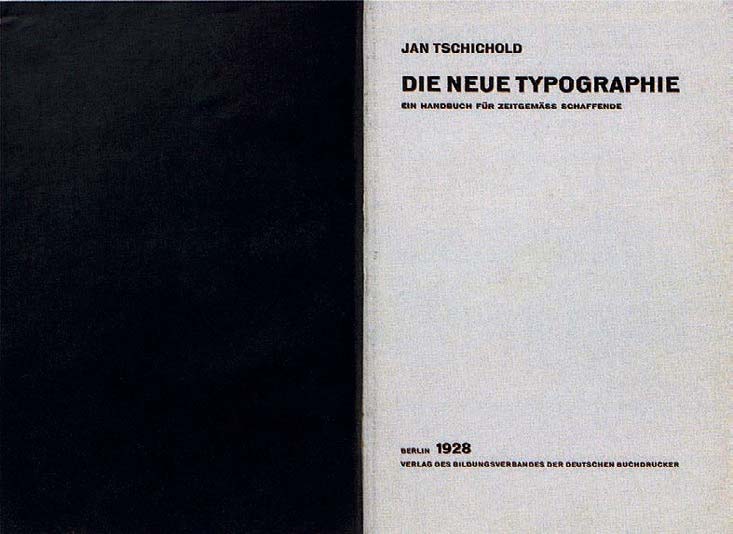 JAN TSCHICHOLD
DIE NEUE TYPOGRAPHIE
EIN HANDBUCH FÜR ZEITGEMÄSS SCHAFFENDE
BERLIN 1928
VERLAG DES BILDUNGSVERBANDES DER DEUTSCHEN BUCHDRUCKER